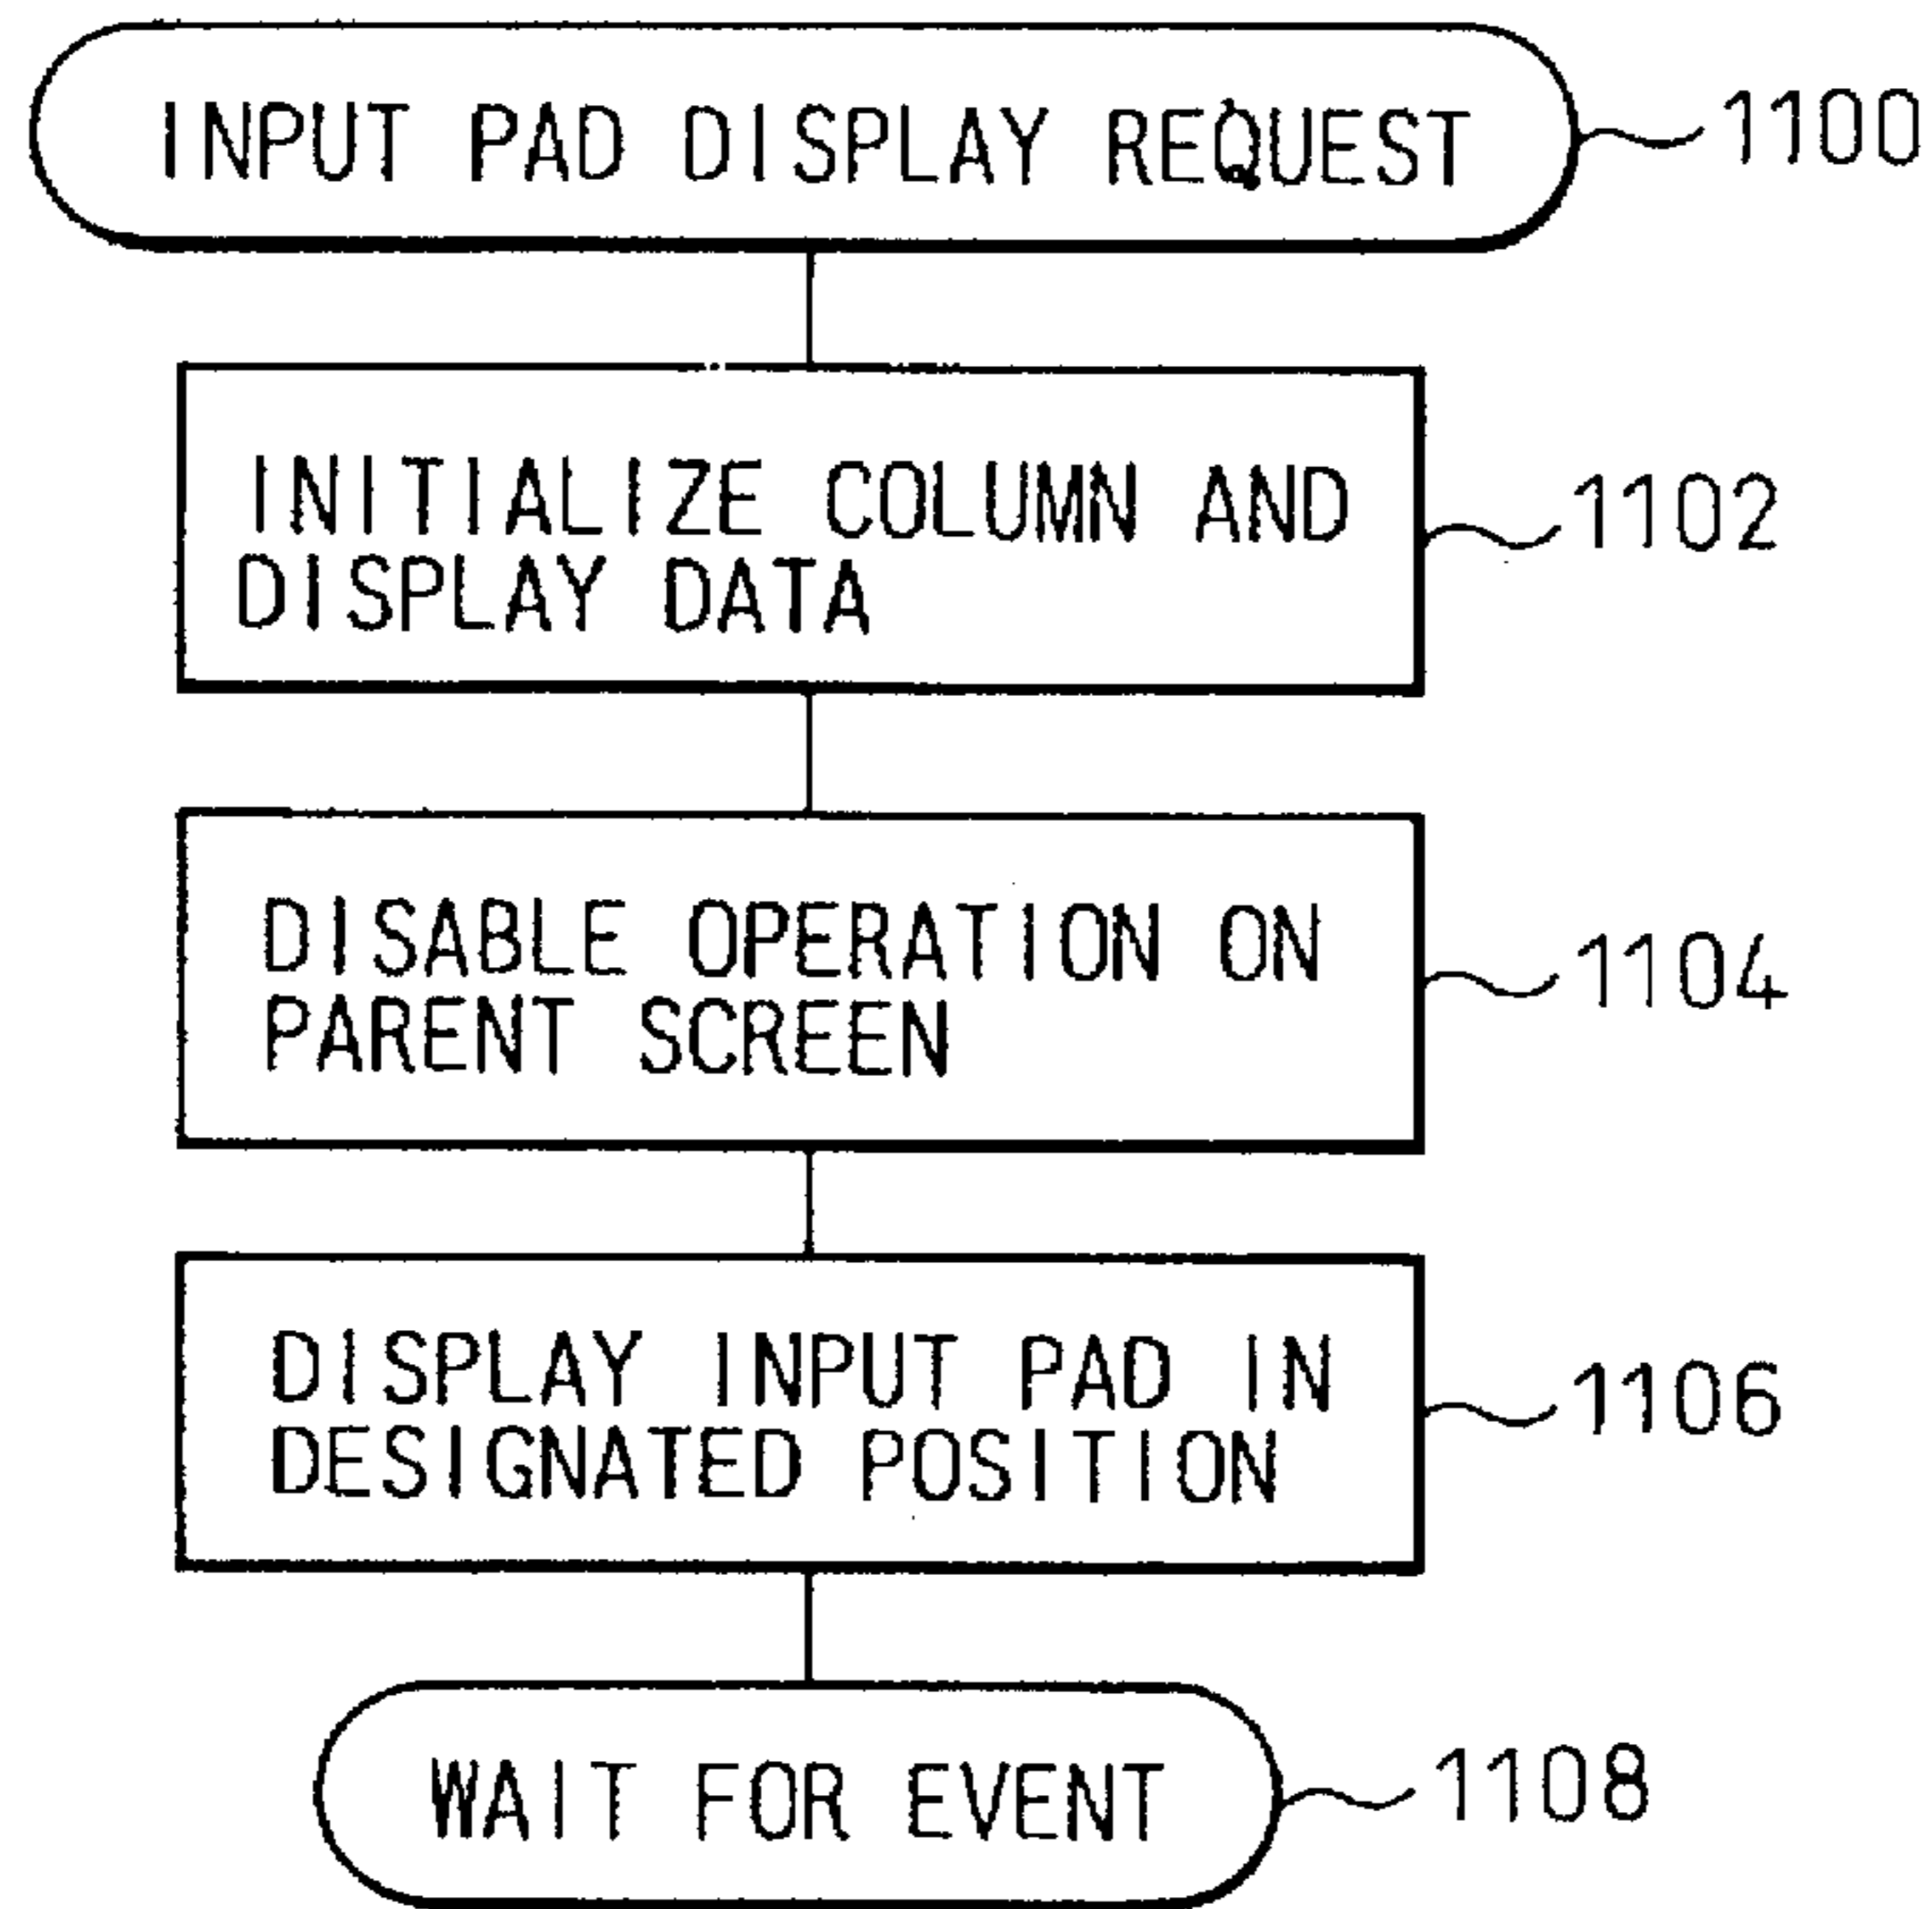 INPUT PAD DISPLAY REQUEST
1100
INITIALIZE COLUMN AND
DISPLAY DATA
1102
DISABLE OPERATION ON
PARENT SCREEN
1104
DISPLAY INPUT PAD IN
DESIGNATED POSITION
1106
WAIT FOR EVENT
1108